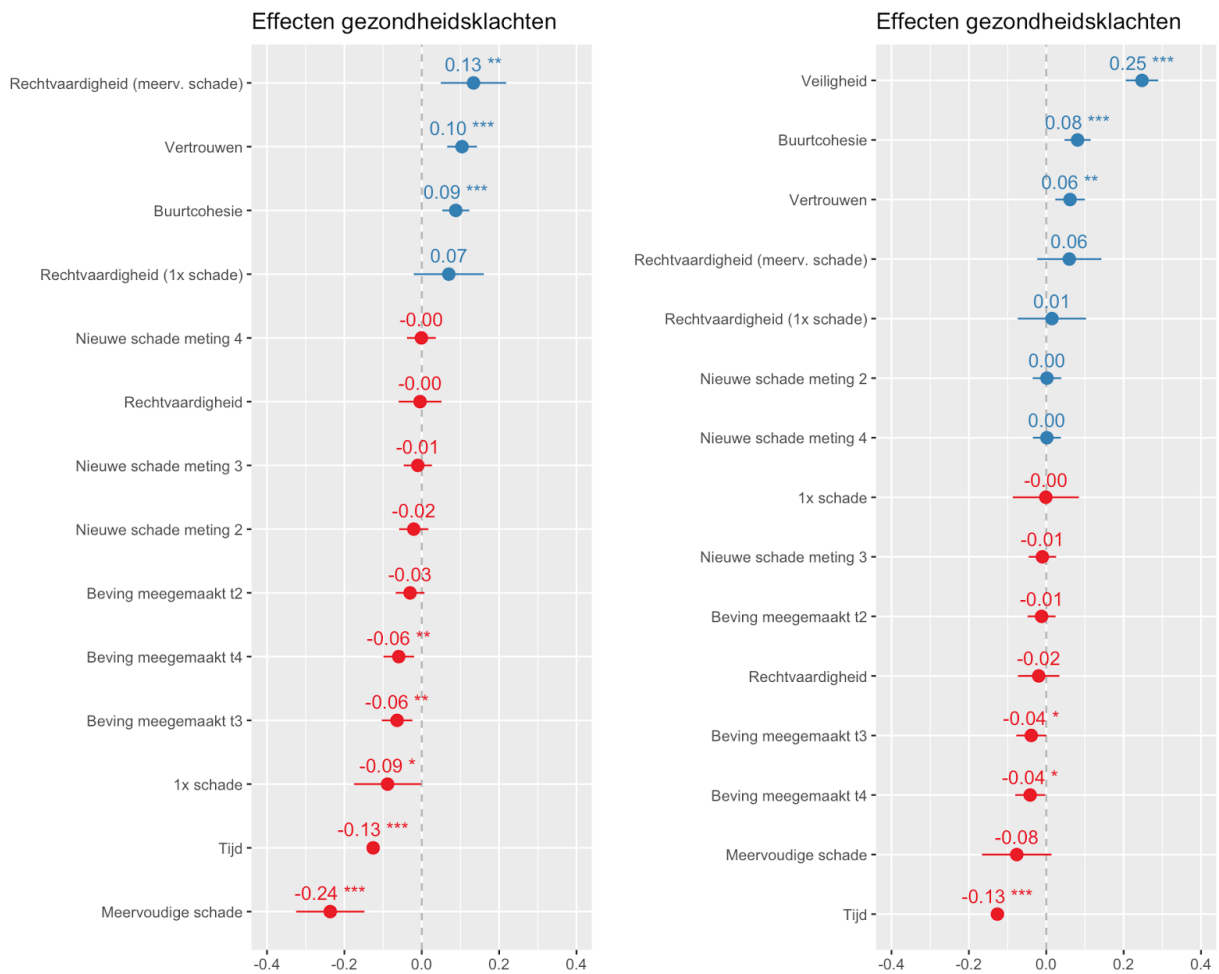 Effecten gezondheidsklachten
Rechtvaardigheid (meerv. schade)
0.13 **
Vertrouwen
0.10 ***
Buurtcohesie
0.09 ***
Rechtvaardigheid (1x schade)
0.07
Nieuwe schade meting 4
-0.00
Rechtvaardigheid
-0.00
Nieuwe schade meting 3
-0.01
Nieuwe schade meting 2
-0.02
Beving meegemaakt t2
-0.03
Beving meegemaakt t4
-0.06 **
Beving meegemaakt t3
-0.06 **
1x schade
-0.09 *
Tijd
-0.13 ***
Meervoudige schade
-0.24 ***
-0.4 -0.2 0.0 0.2 0.4
Effecten gezondheidsklachten
Veiligheid
0.25 ***
Buurtcohesie
0.08 ***
Vertrouwen
0.06 **
Rechtvaardigheid (meerv. schade)
0.06
Rechtvaardigheid (1x schade)
0.01
Nieuwe schade meting 2
0.00
Nieuwe schade meting 4
0.00
1x schade
-0.00
Nieuwe schade meting 3
-0.01
Beving meegemaakt t2
-0.01
Rechtvaardigheid
-0.02
Beving meegemaakt t3
-0.04 *
Beving meegemaakt t4
-0.04 *
Meervoudige schade
-0.08
Tijd
-0.13 ***
-0.4 -0.2 0.0 0.2 0.4